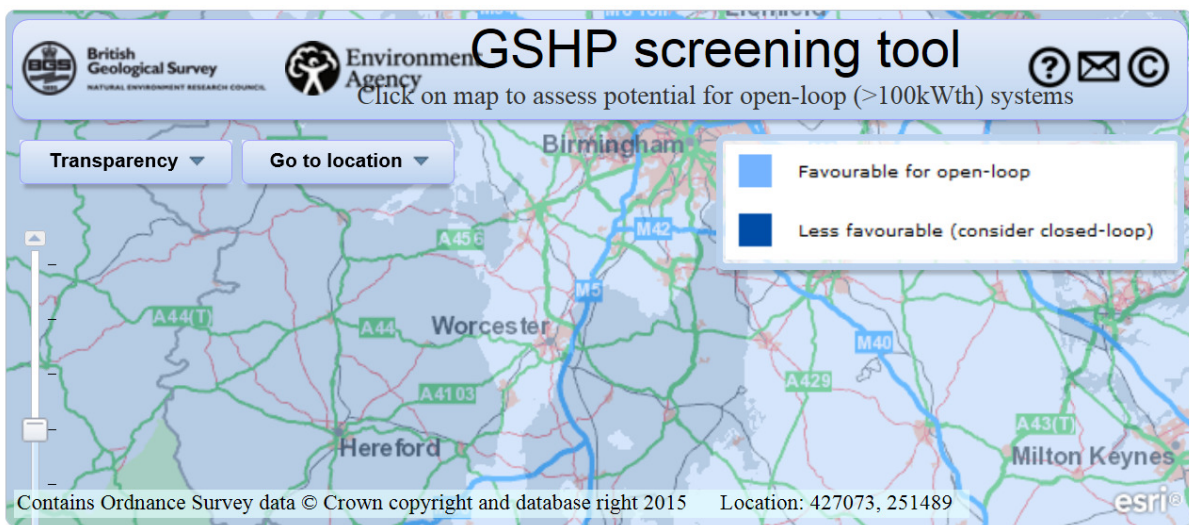 British
Geological Survey
NATURAL ENVIRONMENT RESEARCH COUNCIL
BGS
Environment
Agency
GSHP screening tool
Click on map to assess potential for open-loop (>100kWth) systems
?
©
Transparency
Go to location
Birmingham
Favourable for open-loop
Less favourable (consider closed-loop)
A456
M42
M5
A44(T)
A44
Worcester
M40
A429
A4103
A43(T)
Hereford
Milton Keynes
Contains Ordnance Survey data © Crown copyright and database right 2015
Location: 427073, 251489
esri®